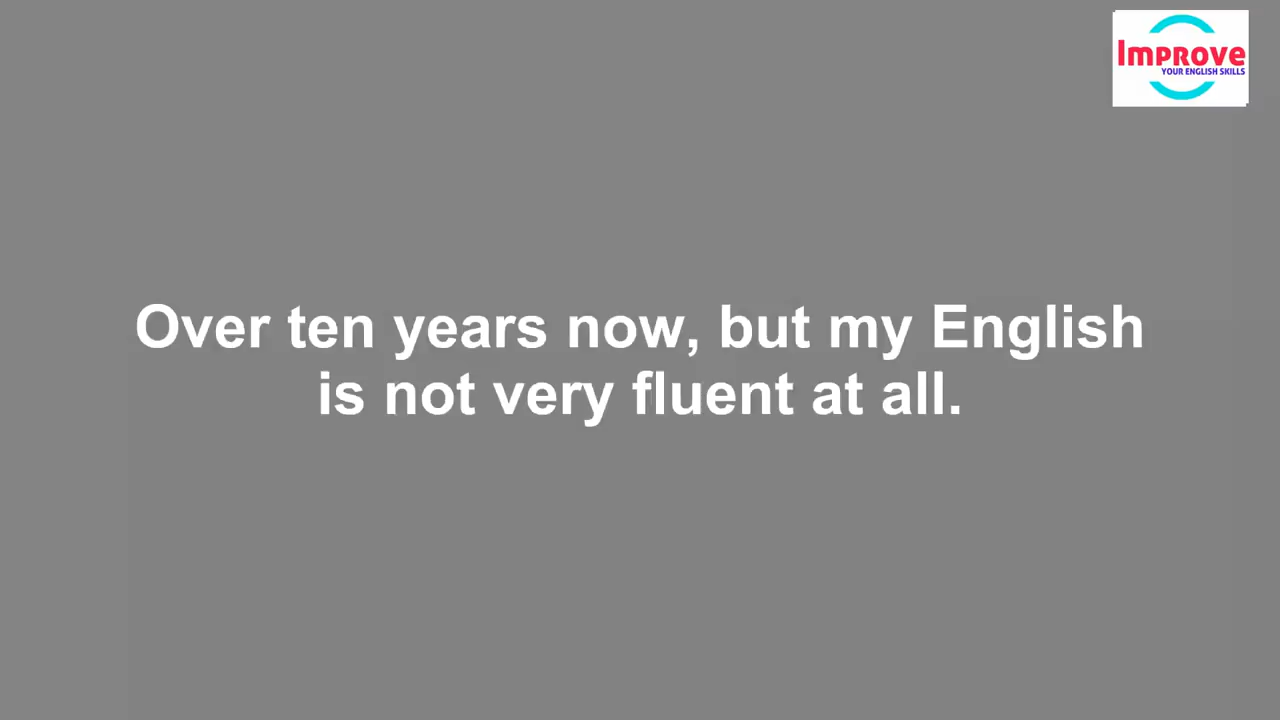 Improve
YOUR ENGLISH SKILLS
Over ten years now, but my English
is not very fluent at all.